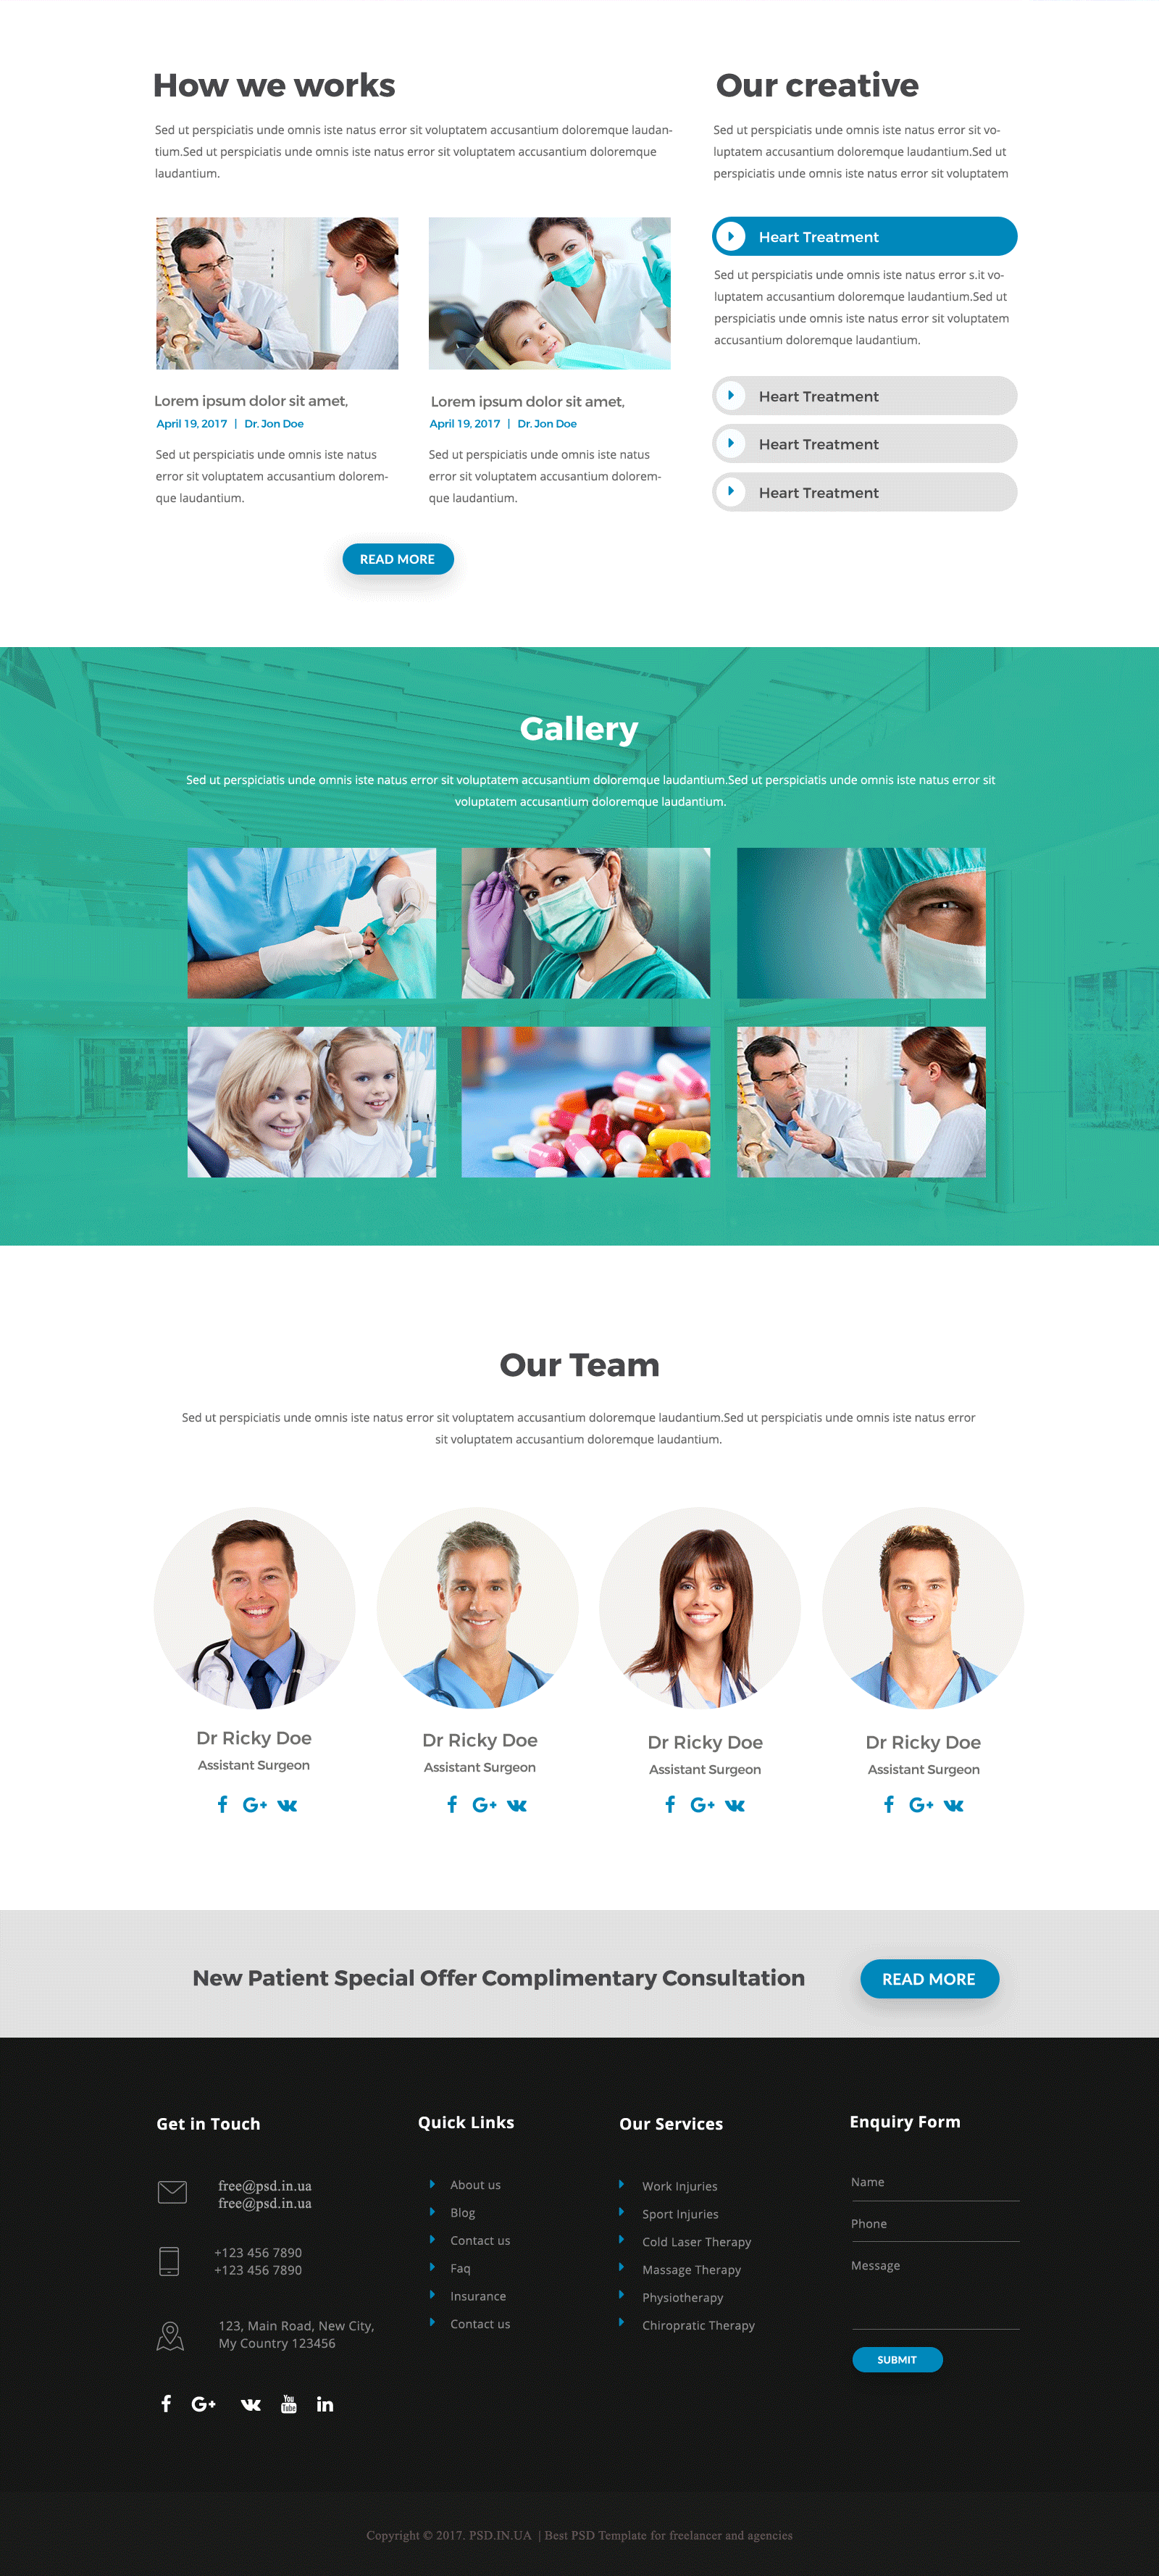 How we works
Sed ut perspiciatis unde omnis iste natus error sit voluptatem accusantium doloremque laudan-
tium.Sed ut perspiciatis unde omnis iste natus error sit voluptatem accusantium doloremque
laudantium.
Lorem ipsum dolor sit amet,
April 19, 2017 | Dr. Jon Doe
Sed ut perspiciatis unde omnis iste natus
error sit voluptatem accusantium dolorem-
que laudantium.
Lorem ipsum dolor sit amet,
April 19, 2017 | Dr. Jon Doe
Sed ut perspiciatis unde omnis iste natus
error sit voluptatem accusantium dolorem-
que laudantium.
READ MORE
Our creative
Sed ut perspiciatis unde omnis iste natus error sit vo-
luptatem accusantium doloremque laudantium.Sed ut
perspiciatis unde omnis iste natus error sit voluptatem
Heart Treatment
Sed ut perspiciatis unde omnis iste natus error s.it vo-
luptatem accusantium doloremque laudantium.Sed ut
perspiciatis unde omnis iste natus error sit voluptatem
accusantium doloremque laudantium.
Heart Treatment
Heart Treatment
Heart Treatment
Gallery
Sed ut perspiciatis unde omnis iste natus error sit voluptatem accusantium doloremque laudantium.Sed ut perspiciatis unde omnis iste natus error sit
voluptatem accusantium doloremque laudantium.
Our Team
Sed ut perspiciatis unde omnis iste natus error sit voluptatem accusantium doloremque laudantium.Sed ut perspiciatis unde omnis iste natus error
sit voluptatem accusantium doloremque laudantium.
Dr Ricky Doe
Assistant Surgeon
Dr Ricky Doe
Assistant Surgeon
Dr Ricky Doe
Assistant Surgeon
Dr Ricky Doe
Assistant Surgeon
New Patient Special Offer Complimentary Consultation
READ MORE
Get in Touch
free@psd.in.ua
free@psd.in.ua
+123 456 7890
+123 456 7890
123, Main Road, New City,
My Country 123456
You Tube
Quick Links
About us
Blog
Contact us
Faq
Insurance
Contact us
Our Services
Work Injuries
Sport Injuries
Cold Laser Therapy
Massage Therapy
Physiotherapy
Chiropratic Therapy
Enquiry Form
Name
Phone
Message
SUBMIT
Copyright © 2017. PSD.IN.UA | Best PSD Template for freelancer and agencies